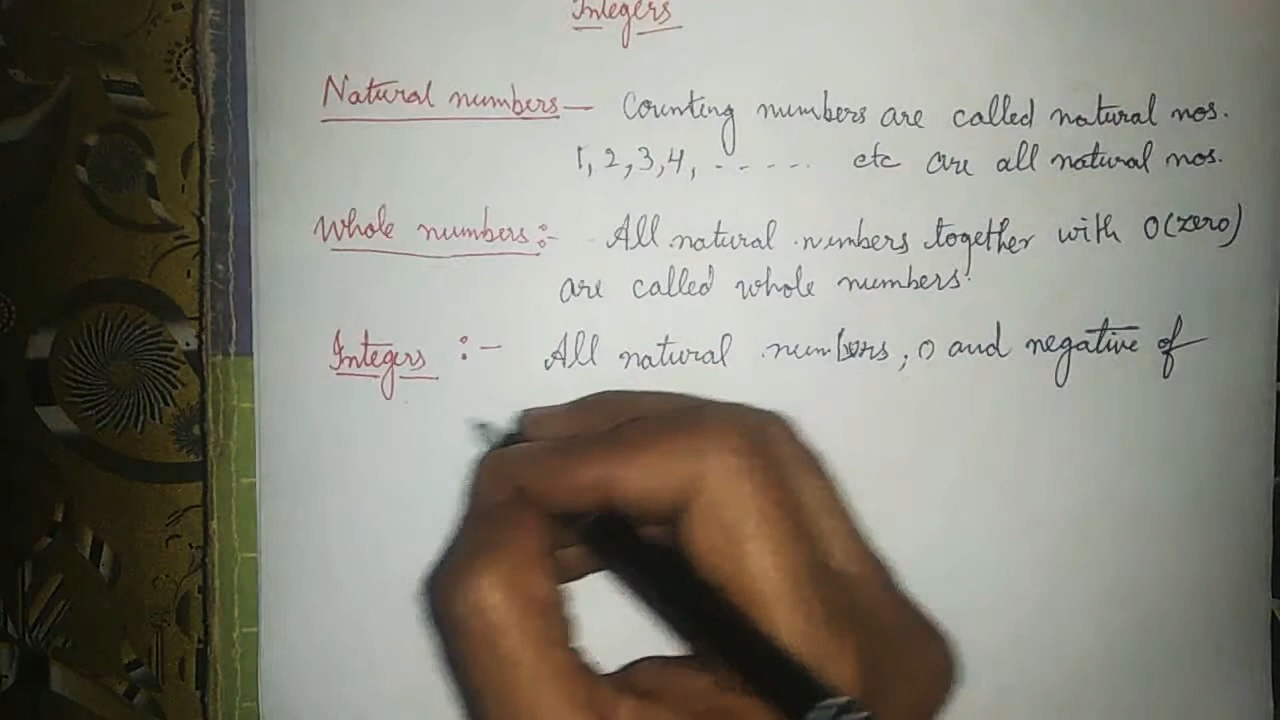 Integers
Natural numbers — Counting numbers are called natural nos.
1, 2, 3, 4, ------ etc are all natural nos.
Whole numbers :- All natural numbers together with 0 (zero)
are called whole numbers.
Integers :- All natural numbers, 0 and negative of